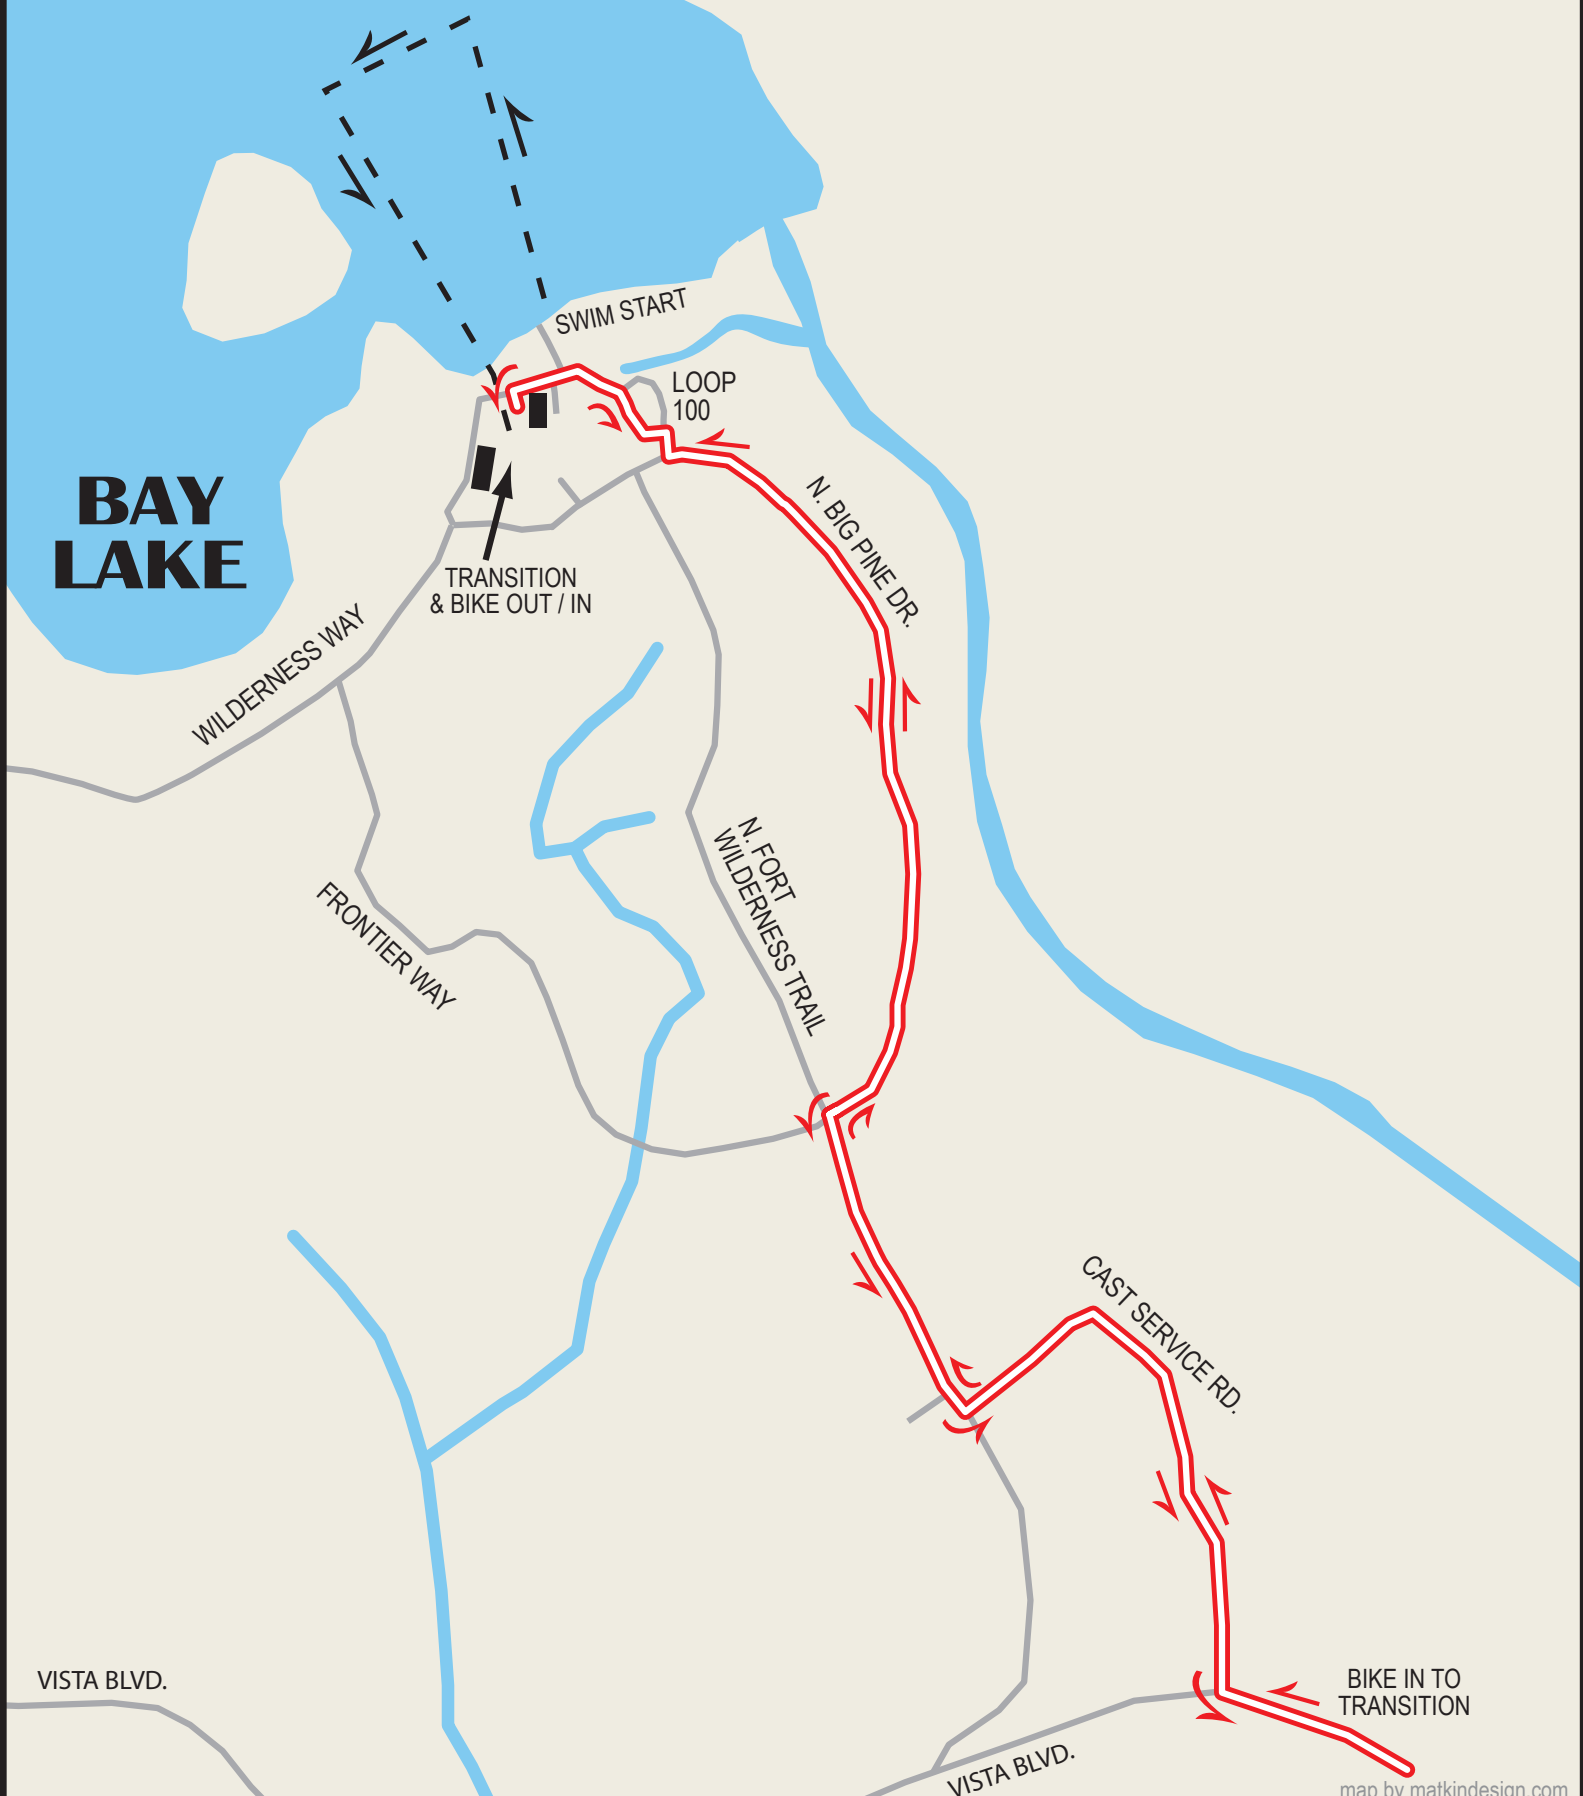 SWIM START
LOOP
100
BAY
LAKE
N. BIG PINE DR.
TRANSITION
& BIKE OUT / IN
WILDERNESS WAY
N. FORT
WILDERNESS TRAIL
FRONTIER WAY
CAST SERVICE RD.
VISTA BLVD.
BIKE IN TO
TRANSITION
VISTA BLVD.
map by matkindesign.com